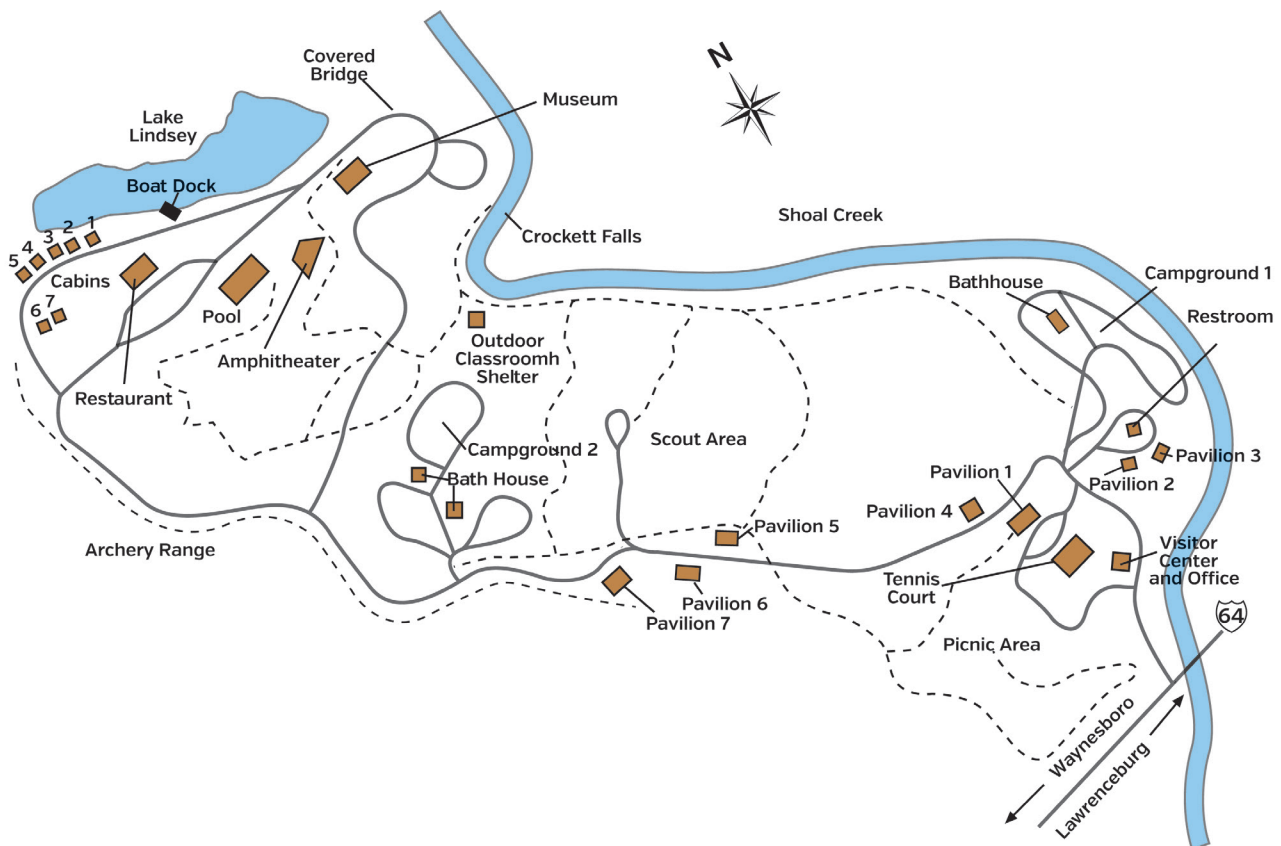 N
Covered
Bridge
Museum
Lake
Lindsey
Boat Dock
Crockett Falls
Shoal Creek
1
2
3
4
5
Cabins
6
7
Pool
Amphitheater
Restaurant
Outdoor
Classroomh
Shelter
Bathhouse
Campground 1
Restroom
Campground 2
Bath House
Scout Area
Pavilion 1
Pavilion 2
Pavilion 3
Pavilion 4
Pavilion 5
Archery Range
Pavilion 6
Pavilion 7
Tennis
Court
Visitor
Center
and Office
Picnic Area
64
Waynesboro
Lawrenceburg